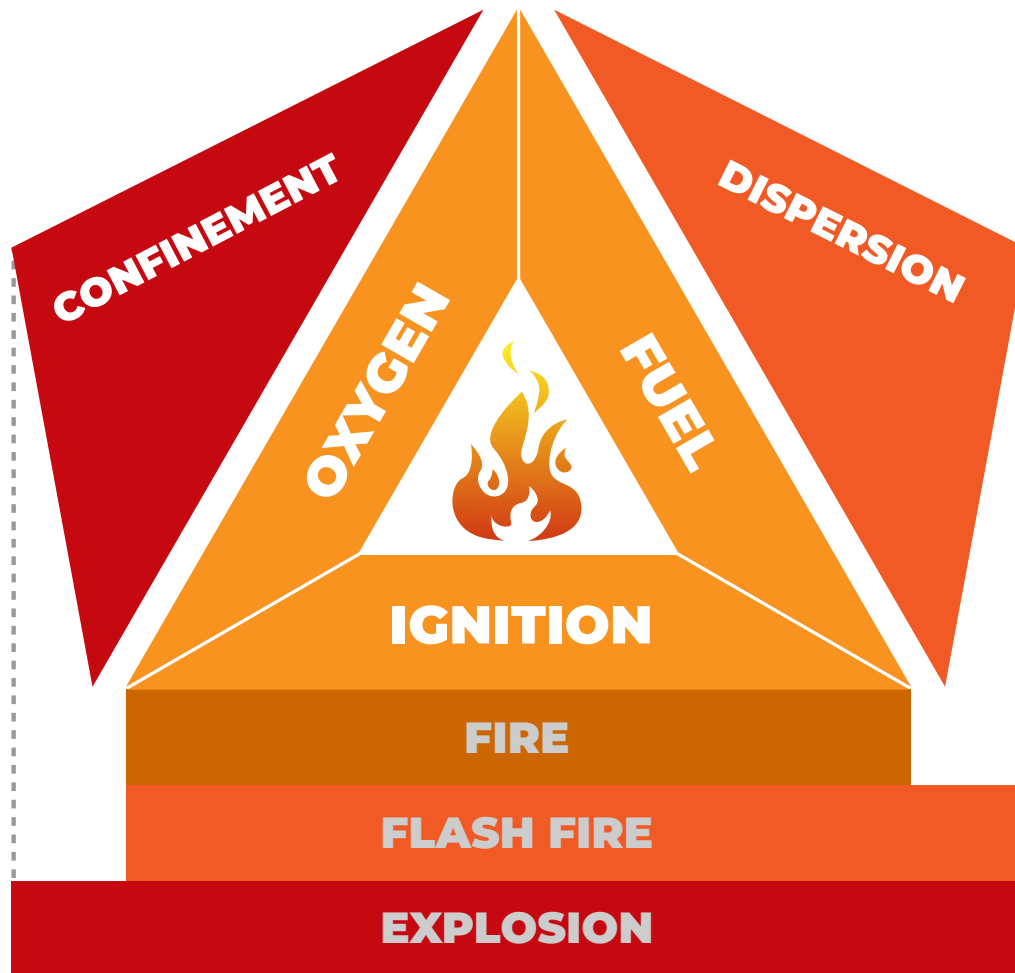 CONFINEMENT
DISPERSION
OXYGEN
FUEL
IGNITION
FIRE
FLASH FIRE
EXPLOSION